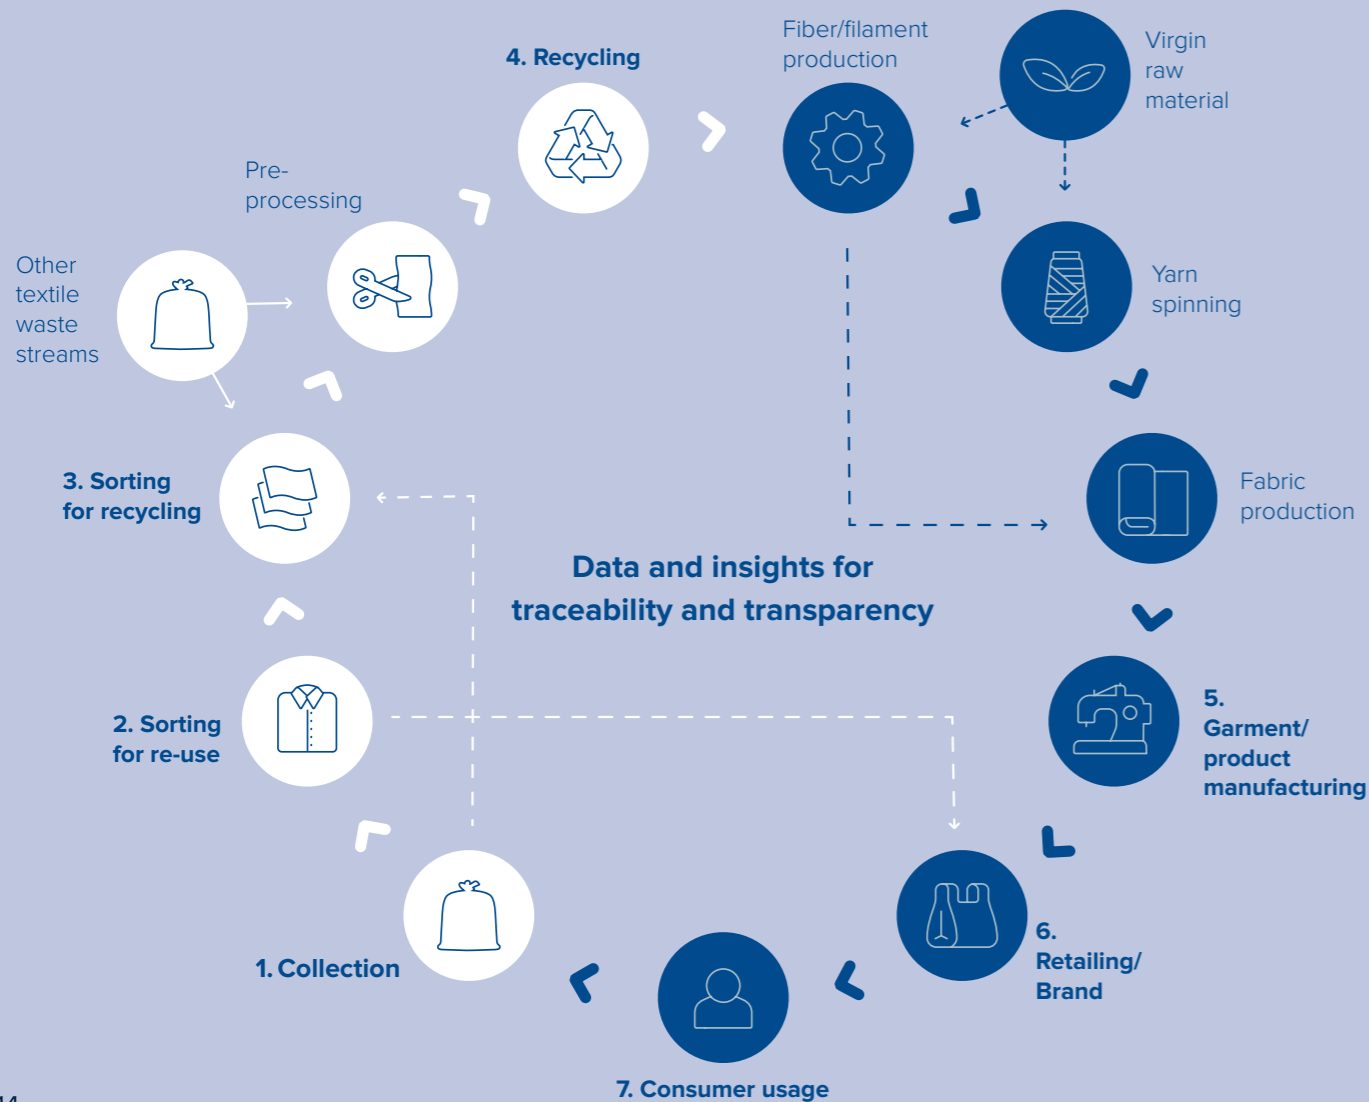 4. Recycling
Fiber/filament
production
Virgin
raw
material
Pre-
processing
Other
textile
waste
streams
Yarn
spinning
3. Sorting
for recycling
Fabric
production
Data and insights for
traceability and transparency
2. Sorting
for re-use
5.
Garment/
product
manufacturing
1. Collection
6.
Retailing/
Brand
7. Consumer usage